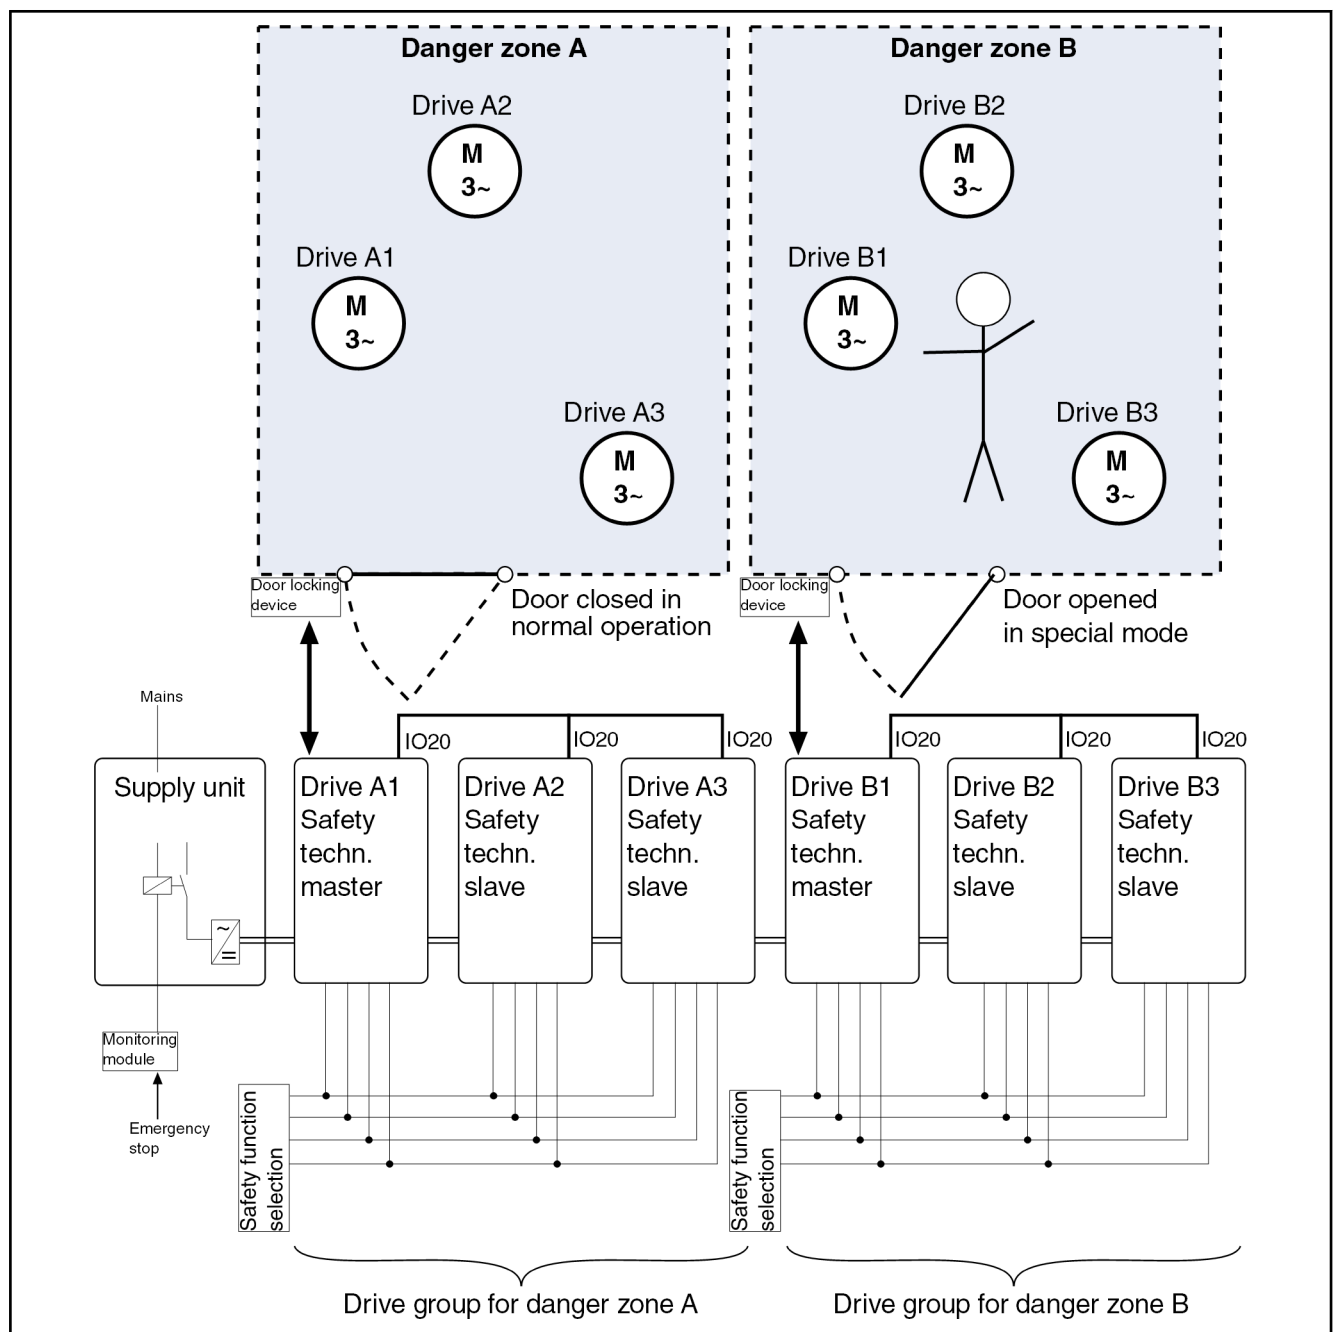 Danger zone A
Danger zone B
Drive A2
M
3~
Drive B2
M
3~
Drive A1
M
3~
Drive B1
M
3~
Drive A3
M
3~
Drive B3
M
3~
Door locking
device
Door closed in
normal operation
Door locking
device
Door opened
in special mode
Mains
IO20
IO20
IO20
IO20
IO20
IO20
Supply unit
~
=
Drive A1
Safety
techn.
master
Drive A2
Safety
techn.
slave
Drive A3
Safety
techn.
slave
Drive B1
Safety
techn.
master
Drive B2
Safety
techn.
slave
Drive B3
Safety
techn.
slave
Monitoring
module
Emergency
stop
Safety function
selection
Safety function
selection
Drive group for danger zone A
Drive group for danger zone B